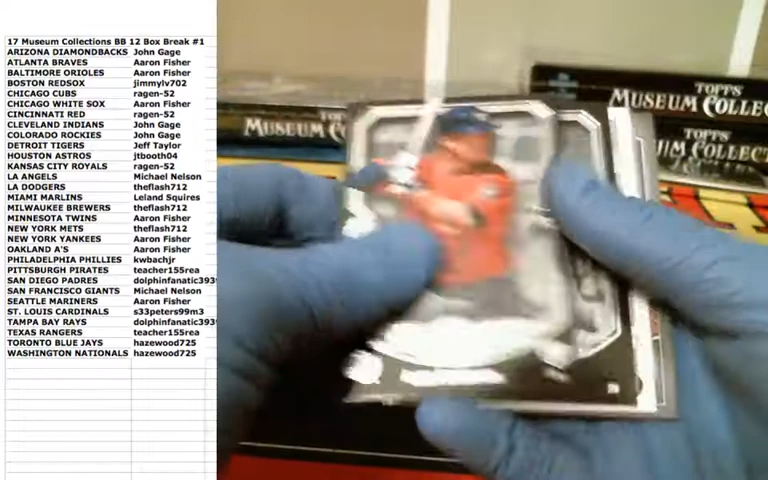 17 Museum Collections BB 12 Box Break #1
ARIZONA DIAMONDBACKS John Gage
ATLANTA BRAVES Aaron Fisher
BALTIMORE ORIOLES Aaron Fisher
BOSTON REDSOX jimmylv702
CHICAGO CUBS ragen-52
CHICAGO WHITE SOX Aaron Fisher
CINCINNATI RED ragen-52
CLEVELAND INDIANS John Gage
COLORADO ROCKIES John Gage
DETROIT TIGERS Jeff Taylor
HOUSTON ASTROS jtbooth04
KANSAS CITY ROYALS ragen-52
LA ANGELS Michael Nelson
LA DODGERS theflash712
MIAMI MARLINS Leland Squires
MILWAUKEE BREWERS theflash712
MINNESOTA TWINS Aaron Fisher
NEW YORK METS theflash712
NEW YORK YANKEES Aaron Fisher
OAKLAND A'S Aaron Fisher
PHILADELPHIA PHILLIES kwbachjr
PITTSBURGH PIRATES teacher155rea
SAN DIEGO PADRES dolphinfanatic393
SAN FRANCISCO GIANTS Michael Nelson
SEATTLE MARINERS Aaron Fisher
ST. LOUIS CARDINALS s33peters99m3
TAMPA BAY RAYS dolphinfanatic393
TEXAS RANGERS teacher155rea
TORONTO BLUE JAYS hazewood725
WASHINGTON NATIONALS hazewood725
TOPPS
MUSEUM COLLEC
TOPPS
UM COLLECT
MUSEUM COLLE